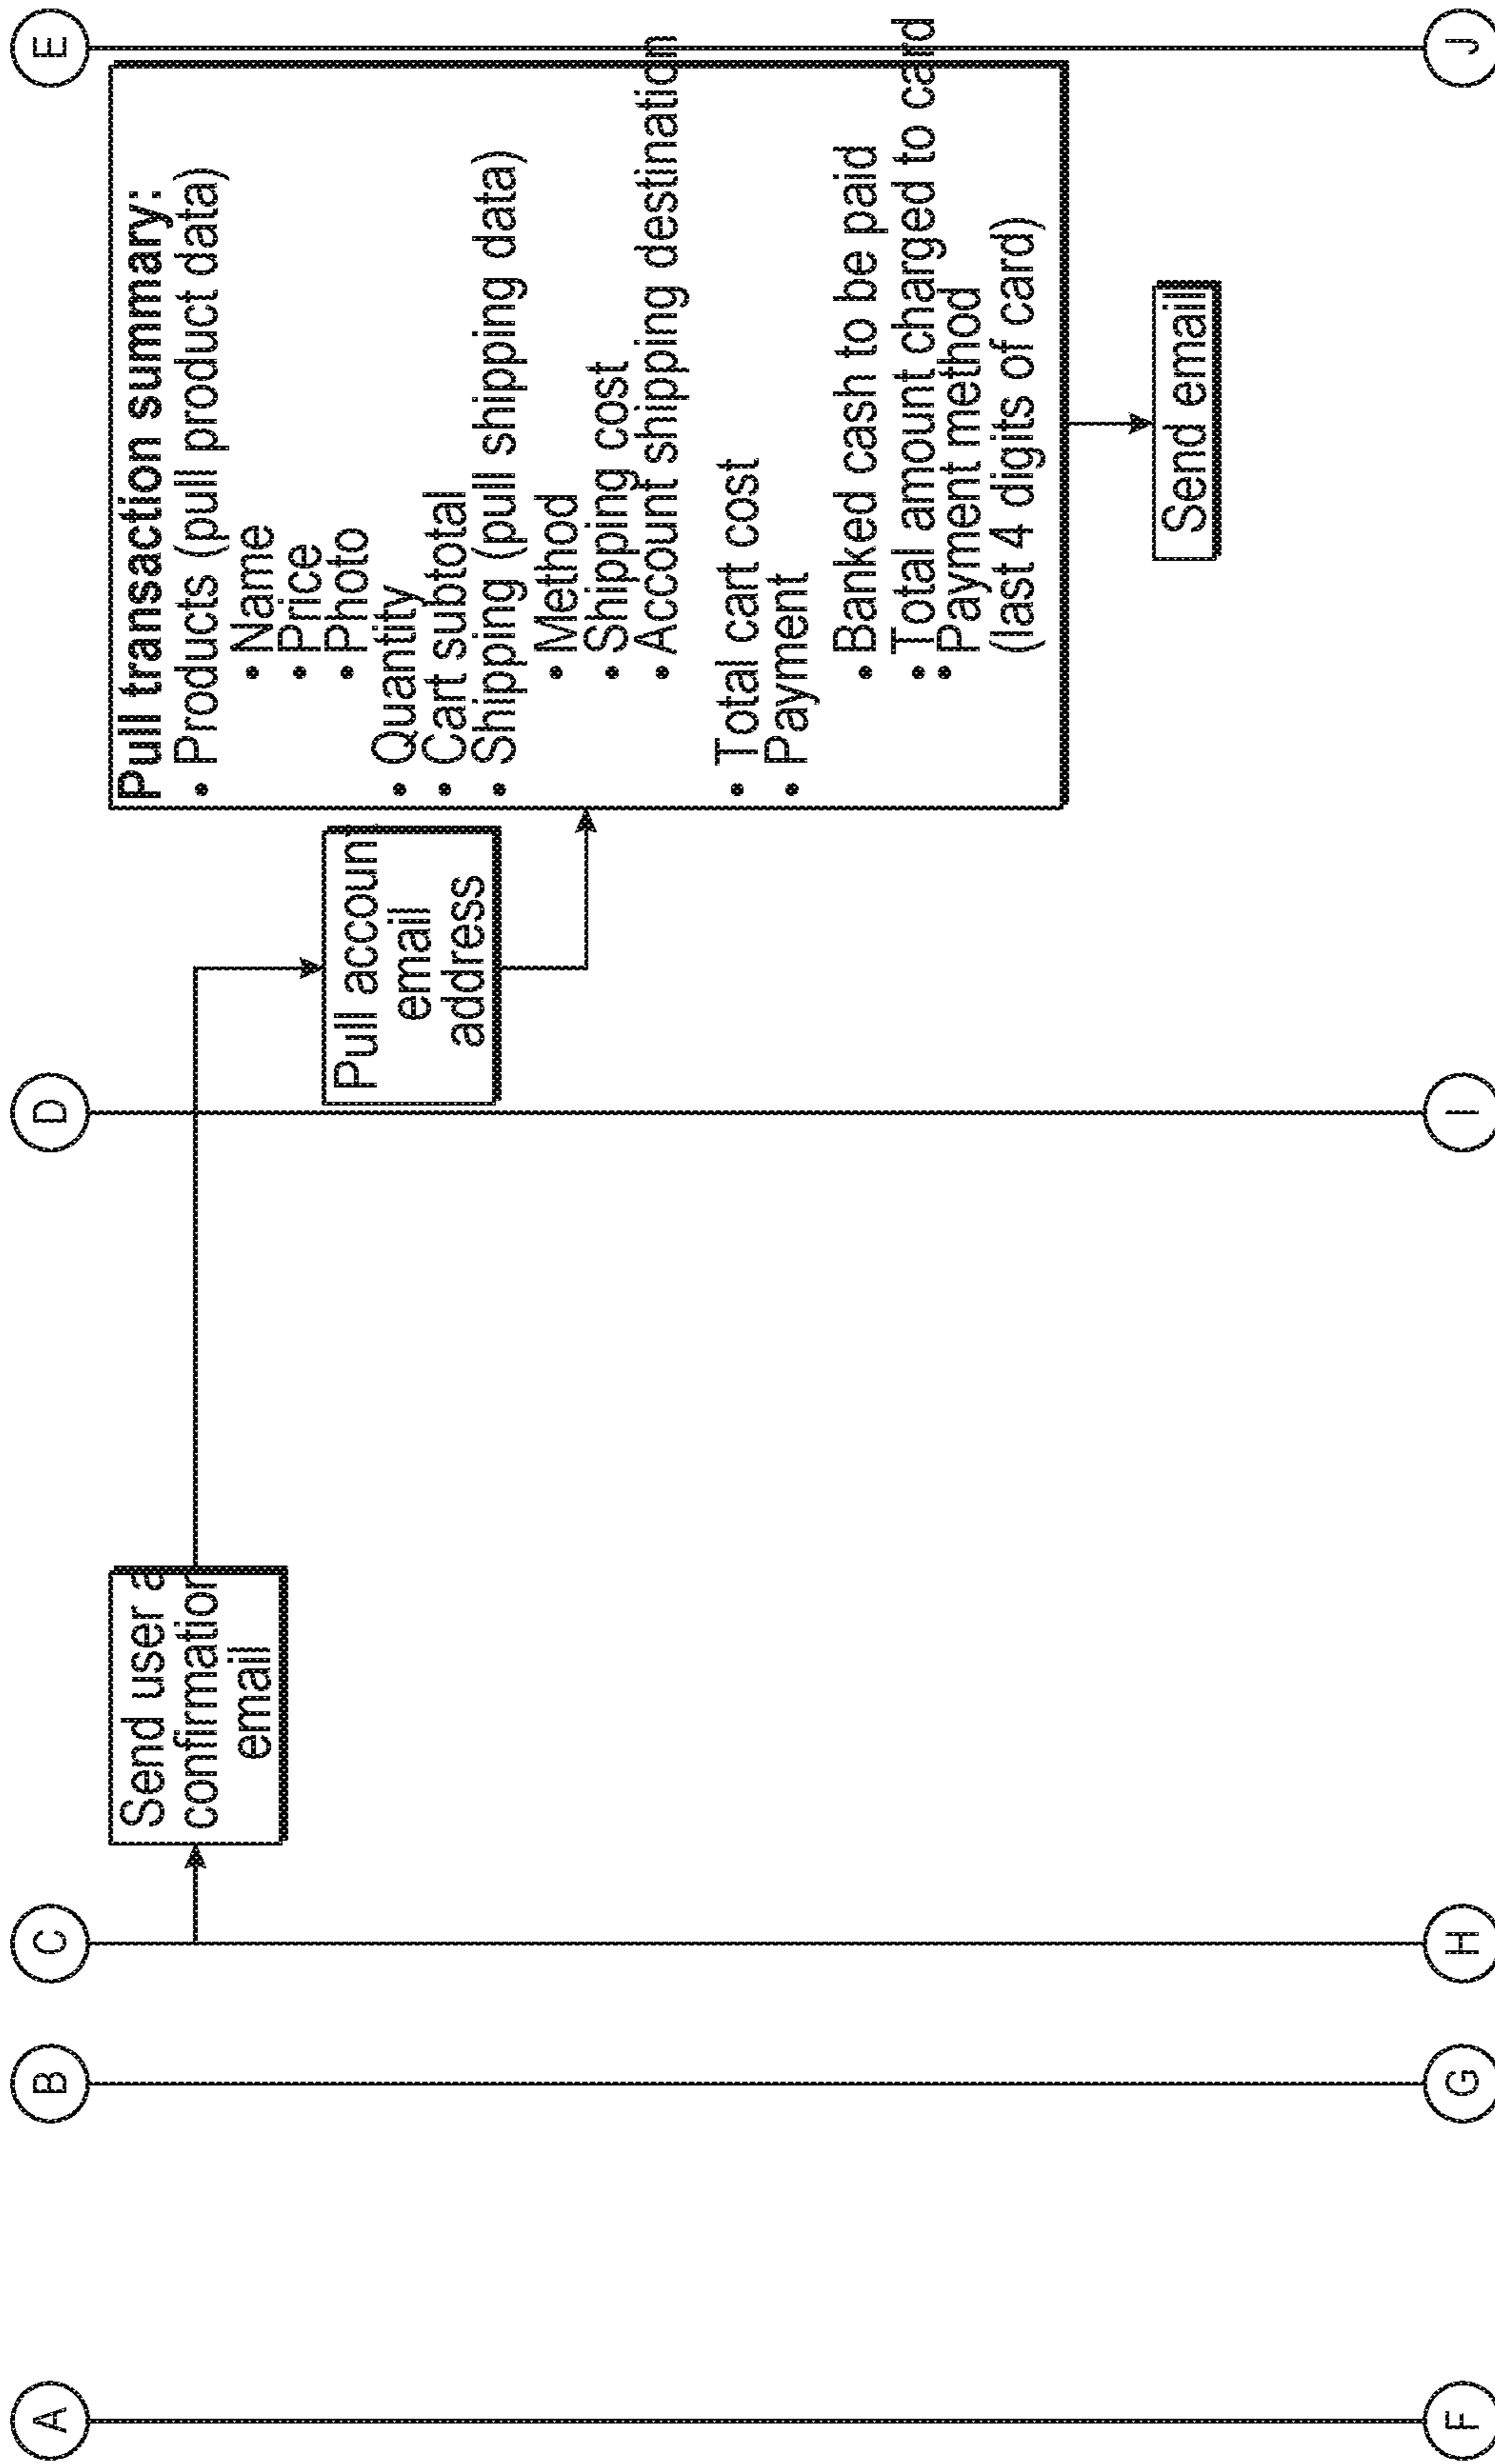 A
B
C
D
E
Send user a
confirmation
email
Pull account
email
address
Pull transaction summary:
• Products (pull product data)
• Name
• Price
• Photo
• Quantity
• Cart subtotal
• Shipping (pull shipping data)
• Method
• Shipping cost
• Account shipping destination
• Total cart cost
• Payment
• Banked cash to be paid
• Total amount charged to card
• Payment method
(last 4 digits of card)
Send email
F
G
H
I
J